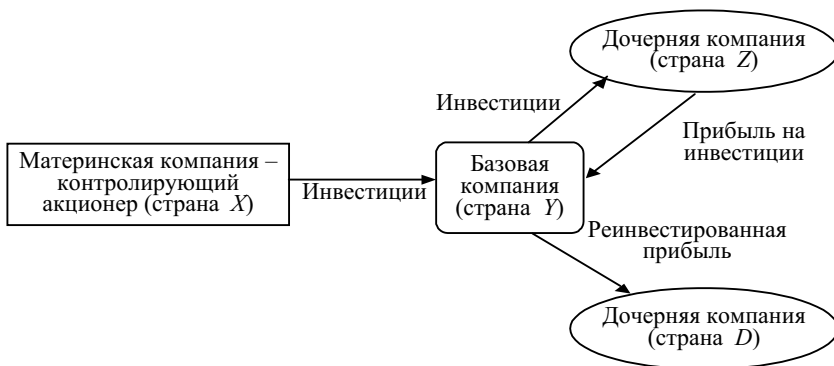 Дочерняя компания
(страна Z)
Инвестиции
Прибыль на
инвестиции
Материнская компания –
контролирующий
акционер (страна X)
Инвестиции
Базовая
компания
(страна Y)
Реинвестированная
прибыль
Дочерняя компания
(страна D)